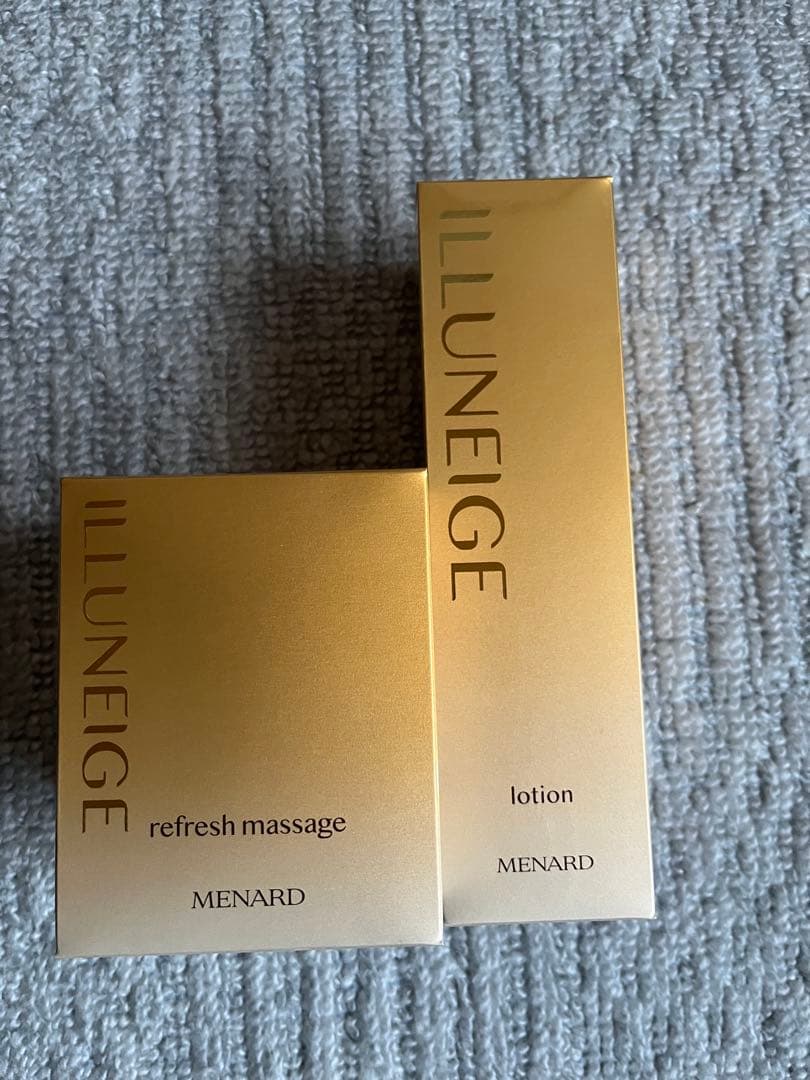 ILLUNEIGE
refresh massage
MENARD
ILLUNEIGE
lotion
MENARD